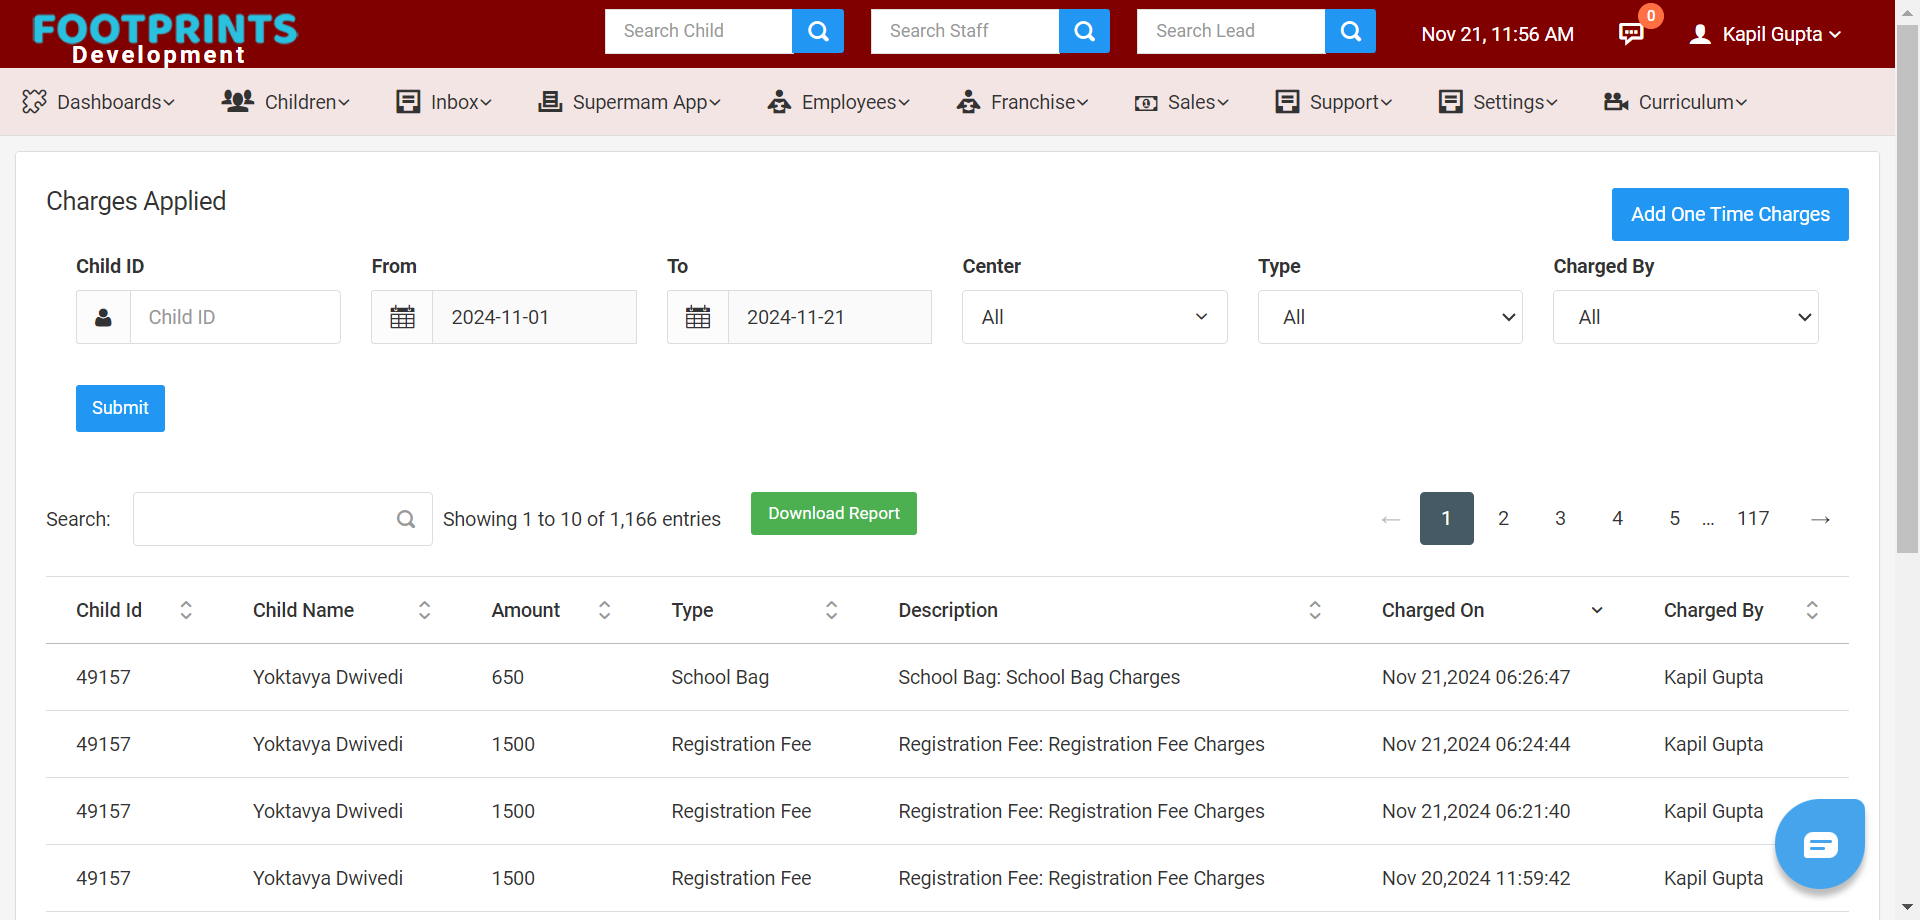 FOOTPRINTS
Development
Search Child
Search Staff
Search Lead
Nov 21, 11:56 AM
0
Kapil Gupta
Dashboards
Children
Inbox
Supermam App
Employees
Franchise
Sales
Support
Settings
Curriculum
Charges Applied
Add One Time Charges
Child ID From To Center Type Charged By
Child ID 2024-11-01 2024-11-21 All All All
Submit
Search: Showing 1 to 10 of 1,166 entries Download Report ← 1 2 3 4 5 ... 117 →
Child Id Child Name Amount Type Description Charged On Charged By
49157 Yoktavya Dwivedi 650 School Bag School Bag: School Bag Charges Nov 21,2024 06:26:47 Kapil Gupta
49157 Yoktavya Dwivedi 1500 Registration Fee Registration Fee: Registration Fee Charges Nov 21,2024 06:24:44 Kapil Gupta
49157 Yoktavya Dwivedi 1500 Registration Fee Registration Fee: Registration Fee Charges Nov 21,2024 06:21:40 Kapil Gupta
49157 Yoktavya Dwivedi 1500 Registration Fee Registration Fee: Registration Fee Charges Nov 20,2024 11:59:42 Kapil Gupta